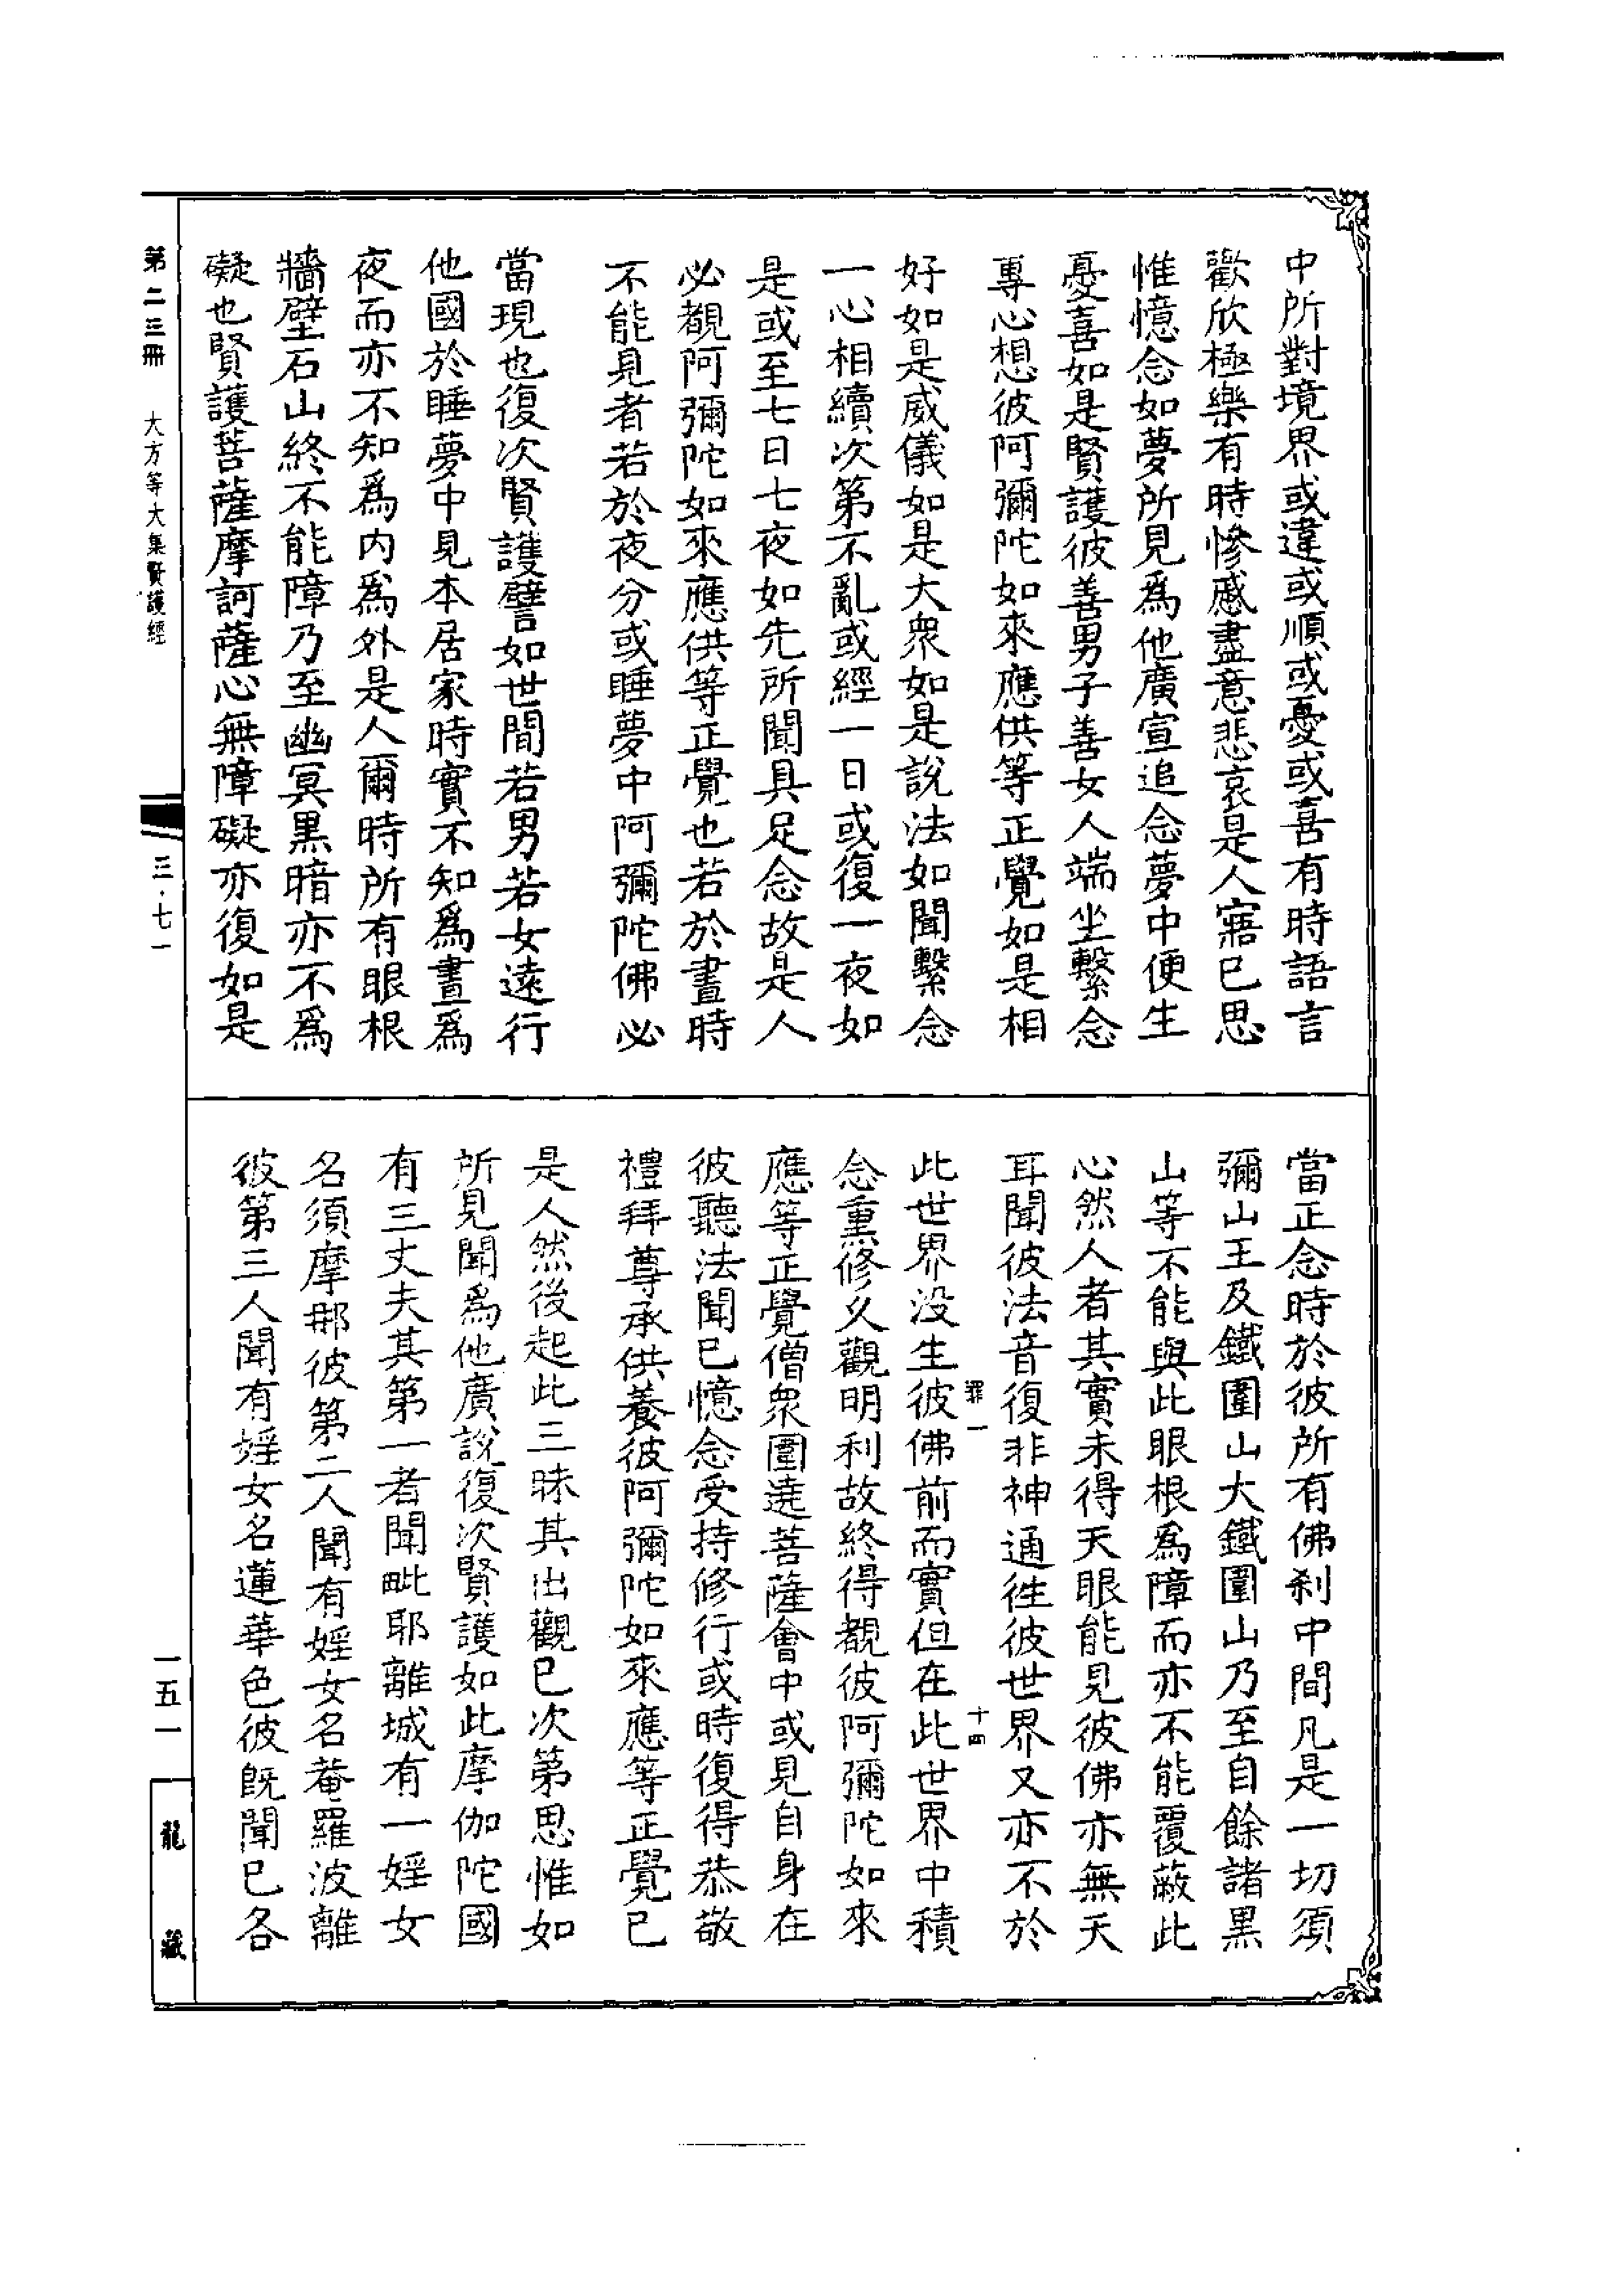 中所對境界或違或順或憂或喜有時語言
歡欣極樂有時慘慼盡意悲哀是人寤已思
惟憶念如夢所見爲他廣宣追念夢中便生
憂喜如是賢護彼善男子善女人端坐繫念
專心想彼阿彌陀如來應供等正覺如是相
好如是威儀如是大衆如是說法如聞繫念
一心相續次第不亂或經一日或復一夜如
是或至七日七夜如先所聞具足念故是人
必覩阿彌陀如來應供等正覺也若於晝時
不能見者若於夜分或睡夢中阿彌陀佛必
當現也復次賢護譬如世間若男若女遠行
他國於睡夢中見本居家時實不知爲晝爲
夜而亦不知爲內爲外是人爾時所有眼根
牆壁石山終不能障乃至幽冥黑暗亦不爲
礙也賢護菩薩摩訶薩心無障礙亦復如是
當正念時於彼所有佛刹中間凡是一切須
彌山王及鐵圍山大鐵圍山乃至自餘諸黑
山等不能與此眼根爲障而亦不能覆蔽此
心然人者其實未得天眼能見彼佛亦無天
耳聞彼法音復非神通徃彼世界又亦不於
罪一 十四
此世界没生彼佛前而實但在此世界中積
念熏修久觀明利故終得覩彼阿彌陀如來
應等正覺僧衆圍遶菩薩會中或見自身在
彼聽法聞已憶念受持修行或時復得恭敬
禮拜尊承供養彼阿彌陀如來應等正覺已
是人然後起此三昧其出觀已次第思惟如
所見聞爲他廣說復次賢護如此摩伽陀國
有三丈夫其第一者聞毗耶離城有一婬女
名須摩那彼第二人聞有婬女名菴羅波離
彼第三人聞有婬女名蓮華色彼既聞已各
第二三冊 大方等大集賢護經
三·七一
一五一
龍藏